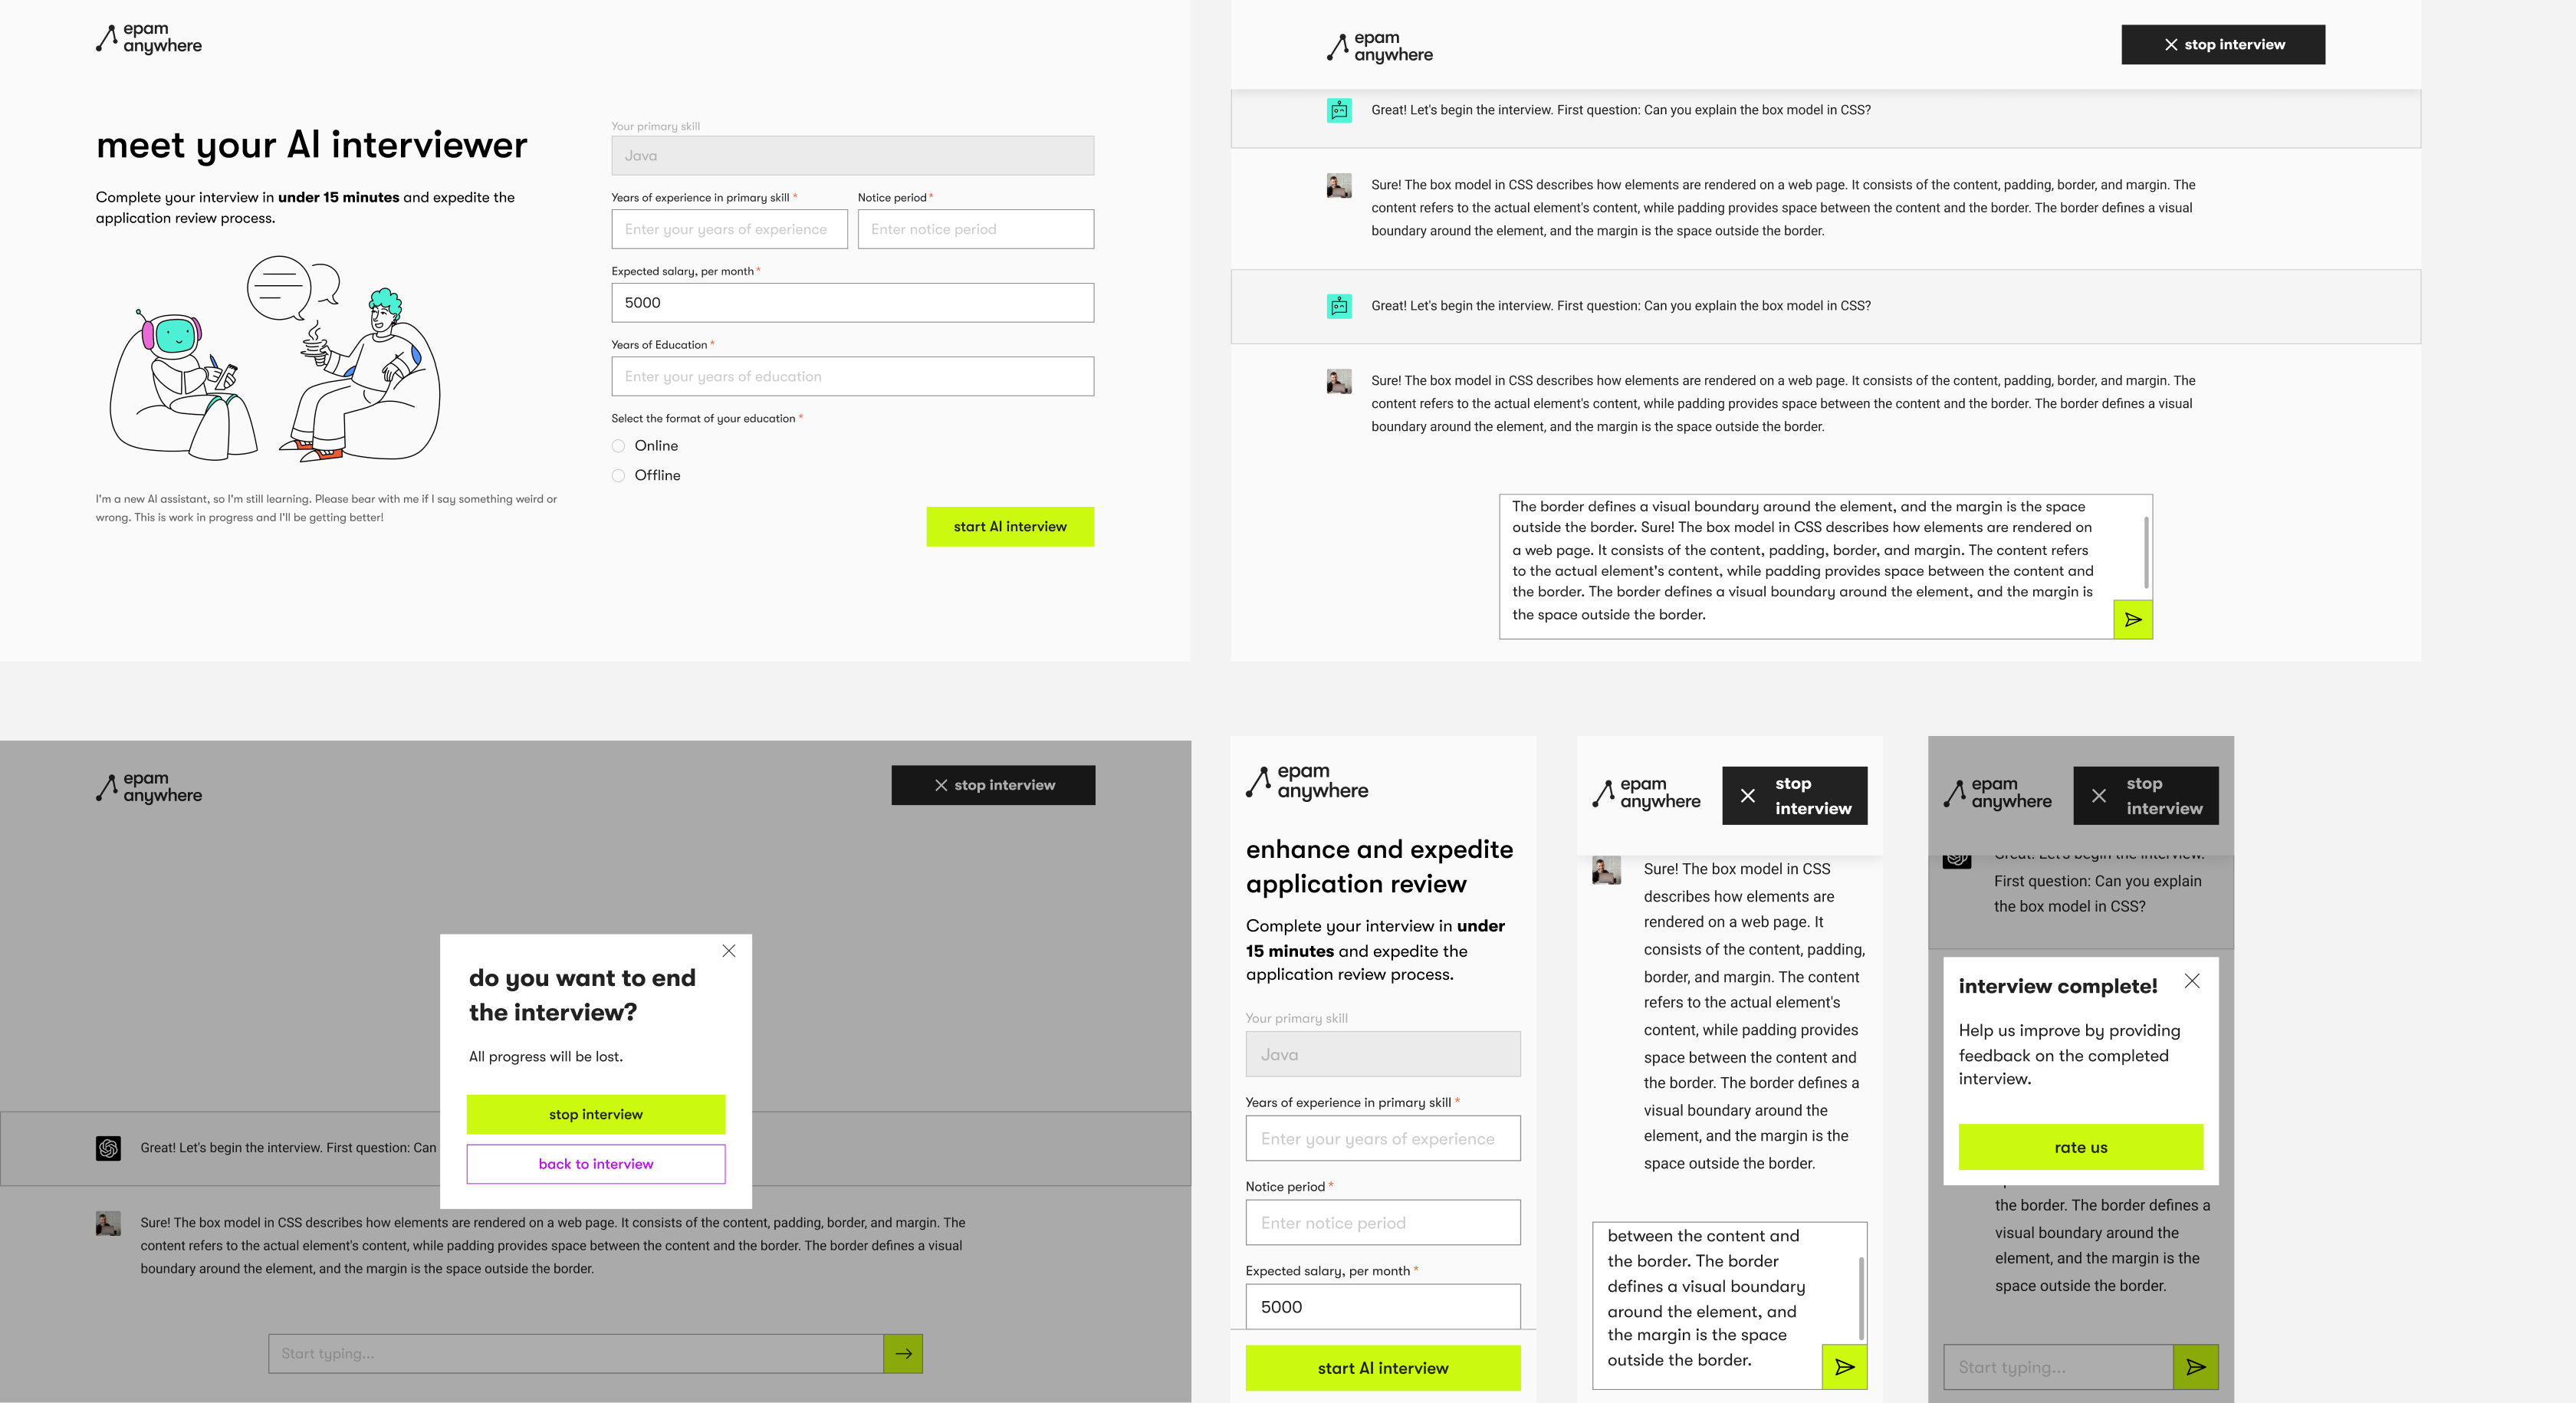 epam
anywhere
meet your AI interviewer
Complete your interview in under 15 minutes and expedite the
application review process.
I'm a new AI assistant, so I'm still learning. Please bear with me if I say something weird or
wrong. This is work in progress and I'll be getting better!
Your primary skill
Java
Years of experience in primary skill *
Notice period *
Enter your years of experience
Enter notice period
Expected salary, per month *
5000
Years of Education *
Enter your years of education
Select the format of your education *
Online
Offline
start AI interview
epam
anywhere
stop interview
Great! Let's begin the interview. First question: Can you explain the box model in CSS?
Sure! The box model in CSS describes how elements are rendered on a web page. It consists of the content, padding, border, and margin. The
content refers to the actual element's content, while padding provides space between the content and the border. The border defines a visual
boundary around the element, and the margin is the space outside the border.
Great! Let's begin the interview. First question: Can you explain the box model in CSS?
Sure! The box model in CSS describes how elements are rendered on a web page. It consists of the content, padding, border, and margin. The
content refers to the actual element's content, while padding provides space between the content and the border. The border defines a visual
boundary around the element, and the margin is the space outside the border.
The border defines a visual boundary around the element, and the margin is the space
outside the border. Sure! The box model in CSS describes how elements are rendered on
a web page. It consists of the content, padding, border, and margin. The content refers
to the actual element's content, while padding provides space between the content and
the border. The border defines a visual boundary around the element, and the margin is
the space outside the border.
epam
anywhere
stop interview
do you want to end
the interview?
All progress will be lost.
stop interview
back to interview
Great! Let's begin the interview. First question: Can
Sure! The box model in CSS describes how elements are rendered on a web page. It consists of the content, padding, border, and margin. The
content refers to the actual element's content, while padding provides space between the content and the border. The border defines a visual
boundary around the element, and the margin is the space outside the border.
Start typing...
epam
anywhere
enhance and expedite
application review
Complete your interview in under
15 minutes and expedite the
application review process.
Your primary skill
Java
Years of experience in primary skill *
Enter your years of experience
Notice period *
Enter notice period
Expected salary, per month *
5000
start AI interview
epam
anywhere
stop
interview
Sure! The box model in CSS
describes how elements are
rendered on a web page. It
consists of the content, padding,
border, and margin. The content
refers to the actual element's
content, while padding provides
space between the content and
the border. The border defines a
visual boundary around the
element, and the margin is the
space outside the border.
between the content and
the border. The border
defines a visual boundary
around the element, and
the margin is the space
outside the border.
epam
anywhere
stop
interview
Great! Let's begin the interview.
First question: Can you explain
the box model in CSS?
interview complete!
Help us improve by providing
feedback on the completed
interview.
rate us
the border. The border defines a
visual boundary around the
element, and the margin is the
space outside the border.
Start typing...